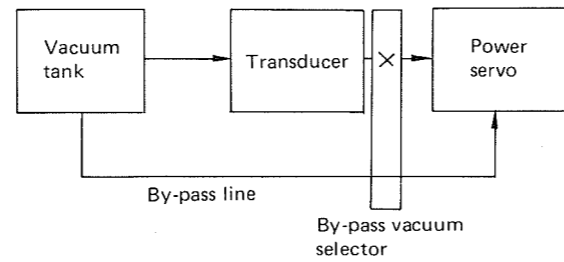 Vacuum
tank
Transducer
Power
servo
By-pass line
By-pass vacuum
selector